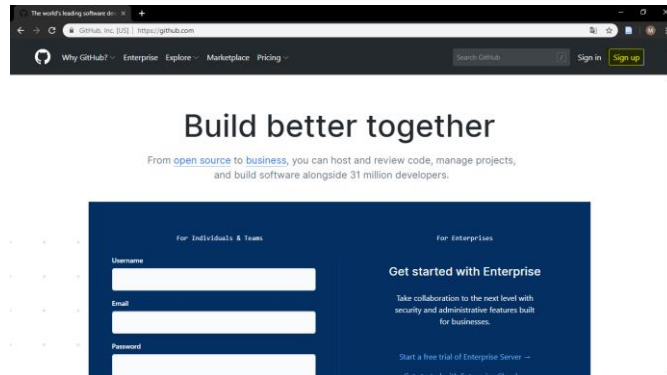 The world's leading software dev
GitHub, Inc. [US] | https://github.com
Why GitHub? Enterprise Explore Marketplace Pricing Search GitHub / Sign in Sign up
Build better together
From open source to business, you can host and review code, manage projects,
and build software alongside 31 million developers.
For Individuals & Teams
Username
Email
Password
For Enterprises
Get started with Enterprise
Take collaboration to the next level with
security and administrative features built
for businesses.
Start a free trial of Enterprise Server →